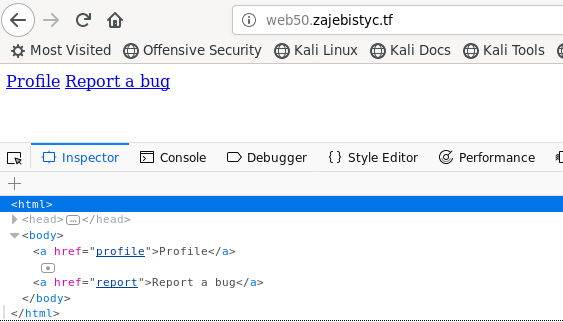 web50.zajebistyc.tf
Most Visited Offensive Security Kali Linux Kali Docs Kali Tools
Profile Report a bug
Inspector Console Debugger {} Style Editor Performance
+
<html>
<head>…</head>
<body>
<a href="profile">Profile</a>
<a href="report">Report a bug</a>
</body>
</html>